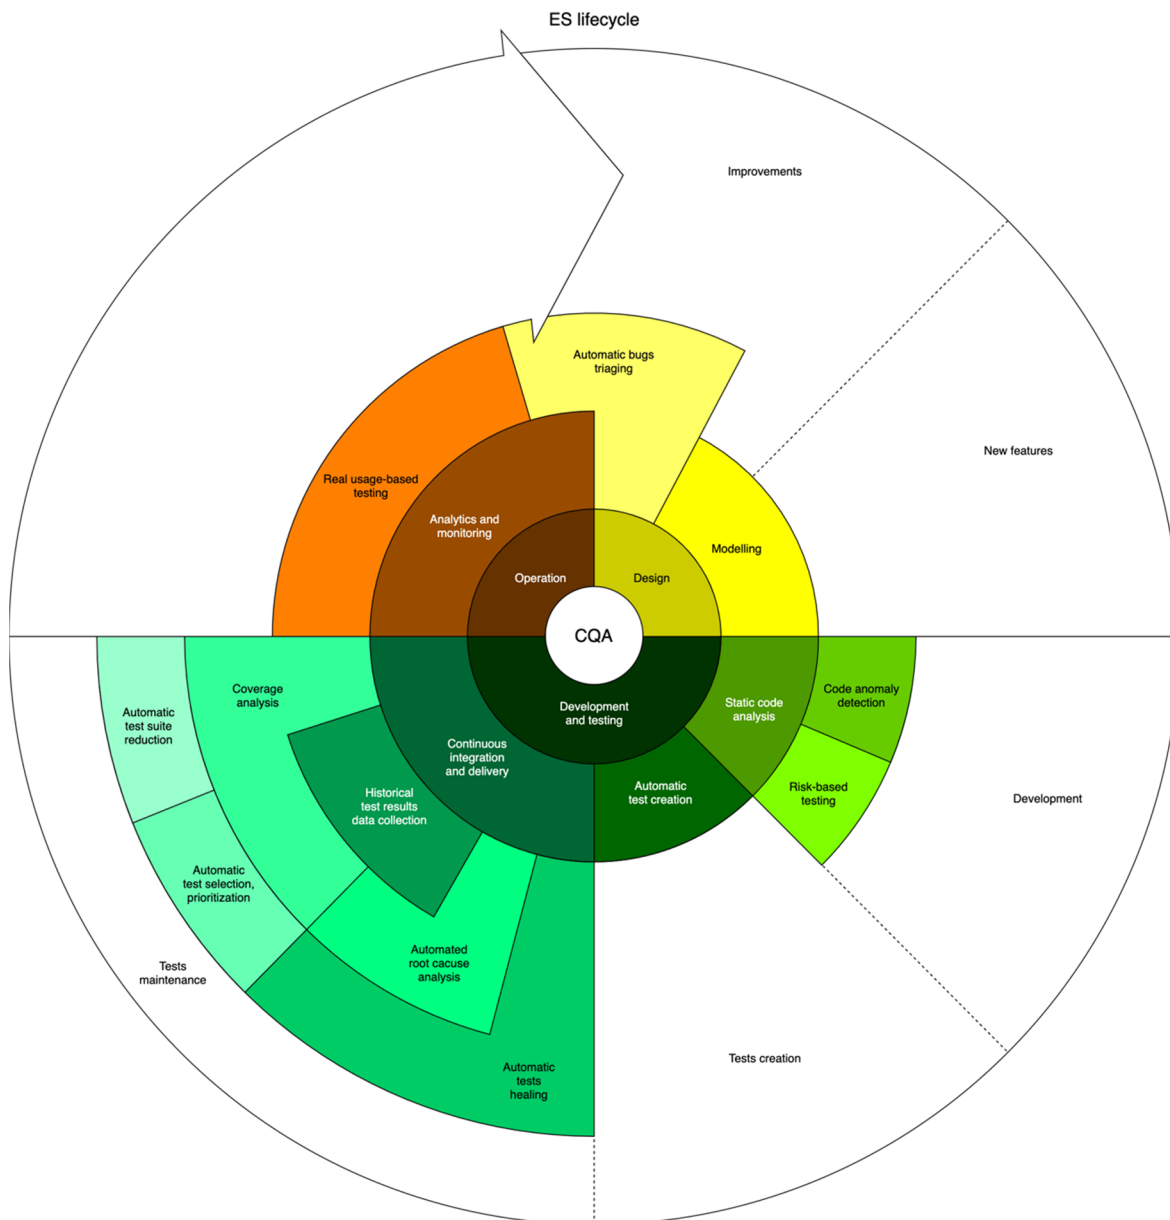 ES lifecycle
Improvements
Automatic bugs
triaging
New features
Real usage-based
testing
Analytics and
monitoring
Modelling
Operation
Design
CQA
Coverage
analysis
Automatic
test suite
reduction
Development
and testing
Static code
analysis
Code anomaly
detection
Continuous
integration
and delivery
Automatic
test creation
Risk-based
testing
Development
Historical
test results
data collection
Automatic
test selection,
prioritization
Automated
root cacuse
analysis
Tests
maintenance
Tests creation
Automatic
tests
healing